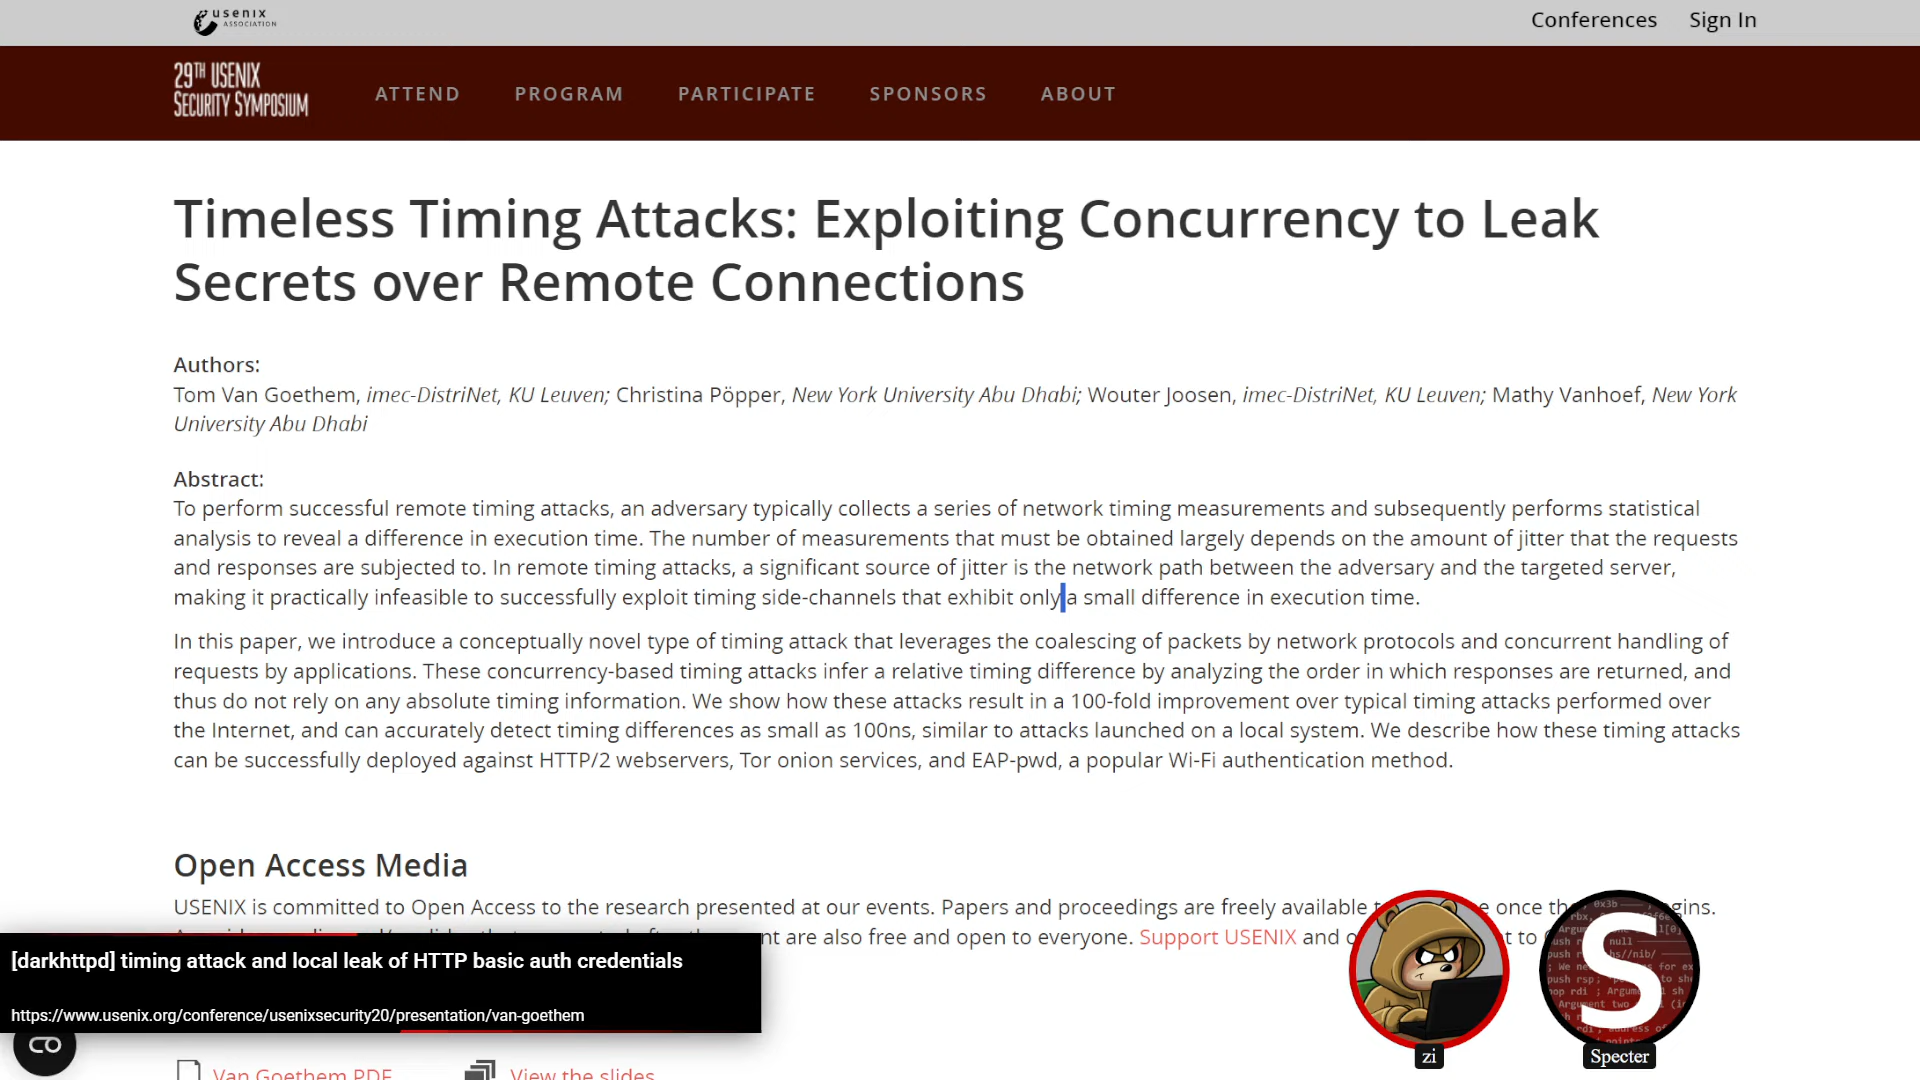 usenix
ASSOCIATION
Conferences Sign In
29TH USENIX
SECURITY SYMPOSIUM
ATTEND PROGRAM PARTICIPATE SPONSORS ABOUT
Timeless Timing Attacks: Exploiting Concurrency to Leak
Secrets over Remote Connections
Authors:
Tom Van Goethem, imec-DistriNet, KU Leuven; Christina Pöpper, New York University Abu Dhabi; Wouter Joosen, imec-DistriNet, KU Leuven; Mathy Vanhoef, New York
University Abu Dhabi
Abstract:
To perform successful remote timing attacks, an adversary typically collects a series of network timing measurements and subsequently performs statistical
analysis to reveal a difference in execution time. The number of measurements that must be obtained largely depends on the amount of jitter that the requests
and responses are subjected to. In remote timing attacks, a significant source of jitter is the network path between the adversary and the targeted server,
making it practically infeasible to successfully exploit timing side-channels that exhibit only a small difference in execution time.
In this paper, we introduce a conceptually novel type of timing attack that leverages the coalescing of packets by network protocols and concurrent handling of
requests by applications. These concurrency-based timing attacks infer a relative timing difference by analyzing the order in which responses are returned, and
thus do not rely on any absolute timing information. We show how these attacks result in a 100-fold improvement over typical timing attacks performed over
the Internet, and can accurately detect timing differences as small as 100ns, similar to attacks launched on a local system. We describe how these timing attacks
can be successfully deployed against HTTP/2 webservers, Tor onion services, and EAP-pwd, a popular Wi-Fi authentication method.
Open Access Media
USENIX is committed to Open Access to the research presented at our events. Papers and proceedings are freely available once
are also free and open to everyone. Support USENIX and
[darkhttpd] timing attack and local leak of HTTP basic auth credentials
https://www.usenix.org/conference/usenixsecurity20/presentation/van-goethem
Van Goethem PDF View the slides
S
zi Specter